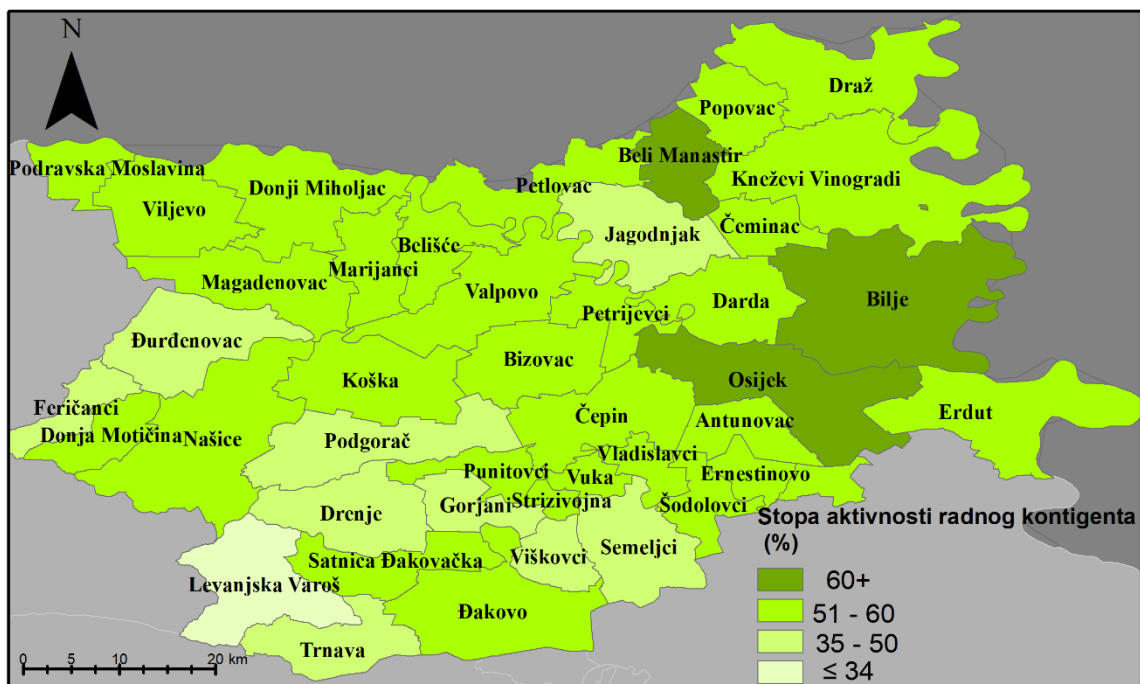 N
Draž
Popovac
Beli Manastir
Podravska Moslavina
Donji Miholjac
Petlovac
Kneževi Vinogradi
Viljevo
Čeminac
Jagodnjak
Belišće
Marijanci
Magadenovac
Valpovo
Darda
Bilje
Petrijevci
Đurđenovac
Bizovac
Koška
Osijek
Feričanci
Erdut
Čepin
Antunovac
Donja Motičina
Našice
Podgorač
Vladislavci
Punitovci
Vuka
Ernestinovo
Gorjani
Strizivojna
Šodolovci
Drenje
Semeljci
Satnica Đakovačka
Viškovci
Levanjska Varoš
Đakovo
Trnava
Stopa aktivnosti radnog kontigenta
(%)
60+
51 - 60
35 - 50
≤ 34
0 5 10 20 km